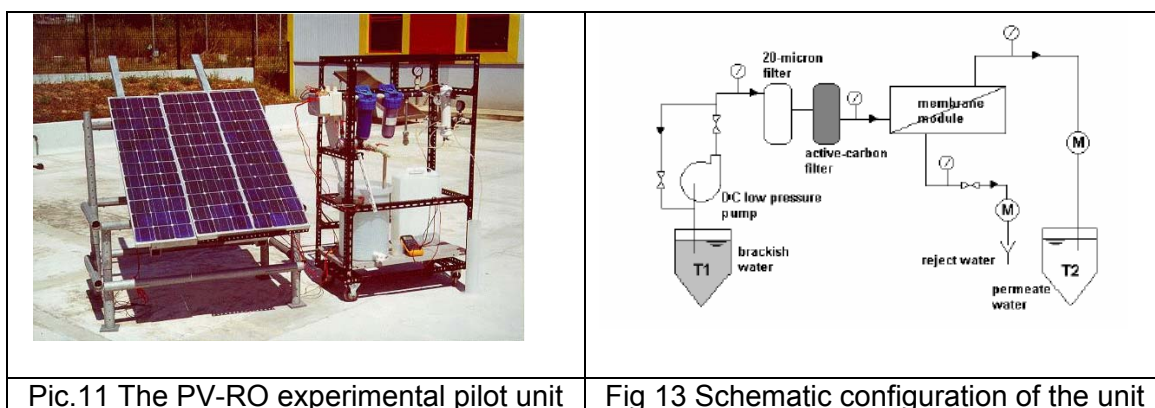 20-micron
filter
membrane
module
active-carbon
filter
M
DC low pressure
pump
M
T1
brackish
water
reject water
T2
permeate
water
Pic.11 The PV-RO experimental pilot unit
Fig 13 Schematic configuration of the unit